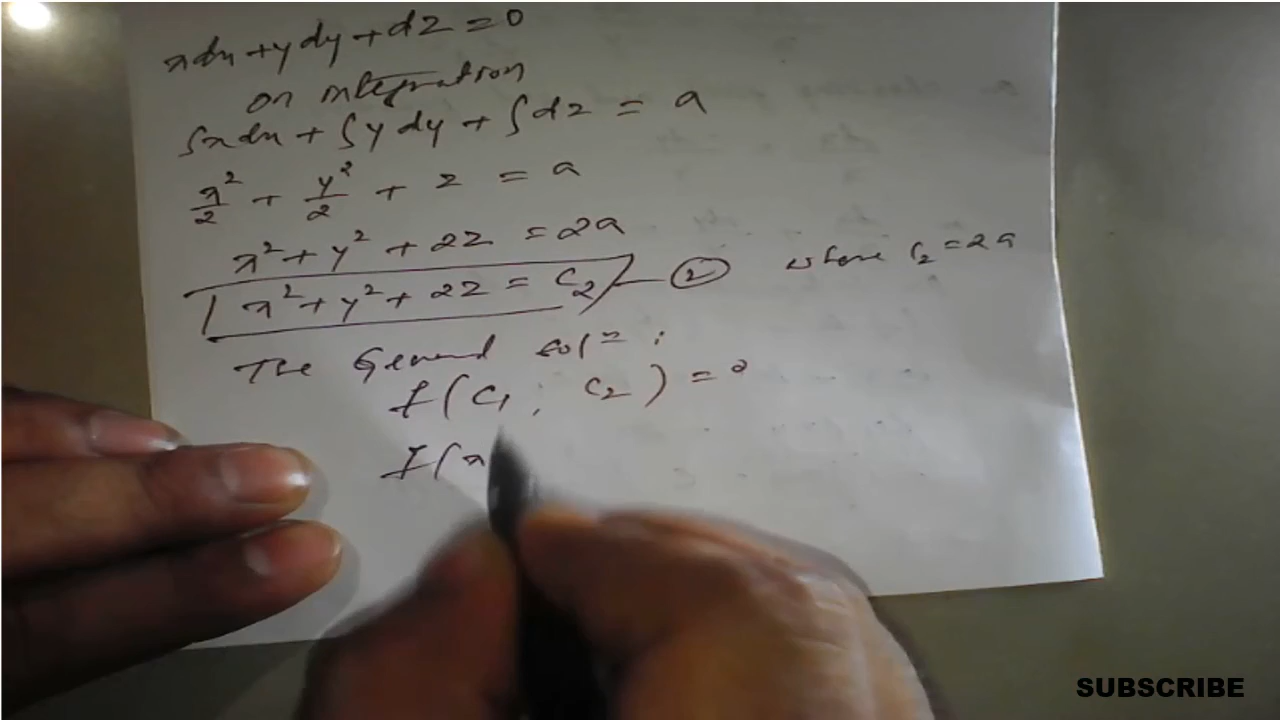 xdx + ydy + dz = 0
on integration
∫xdx + ∫ydy + ∫dz = a
x²/2 + y²/2 + z = a
x² + y² + 2z = 2a
x² + y² + 2z = C₂ — ② where C₂ = 2a
The General solⁿ :
f(C₁, C₂) = 0
f(x
SUBSCRIBE